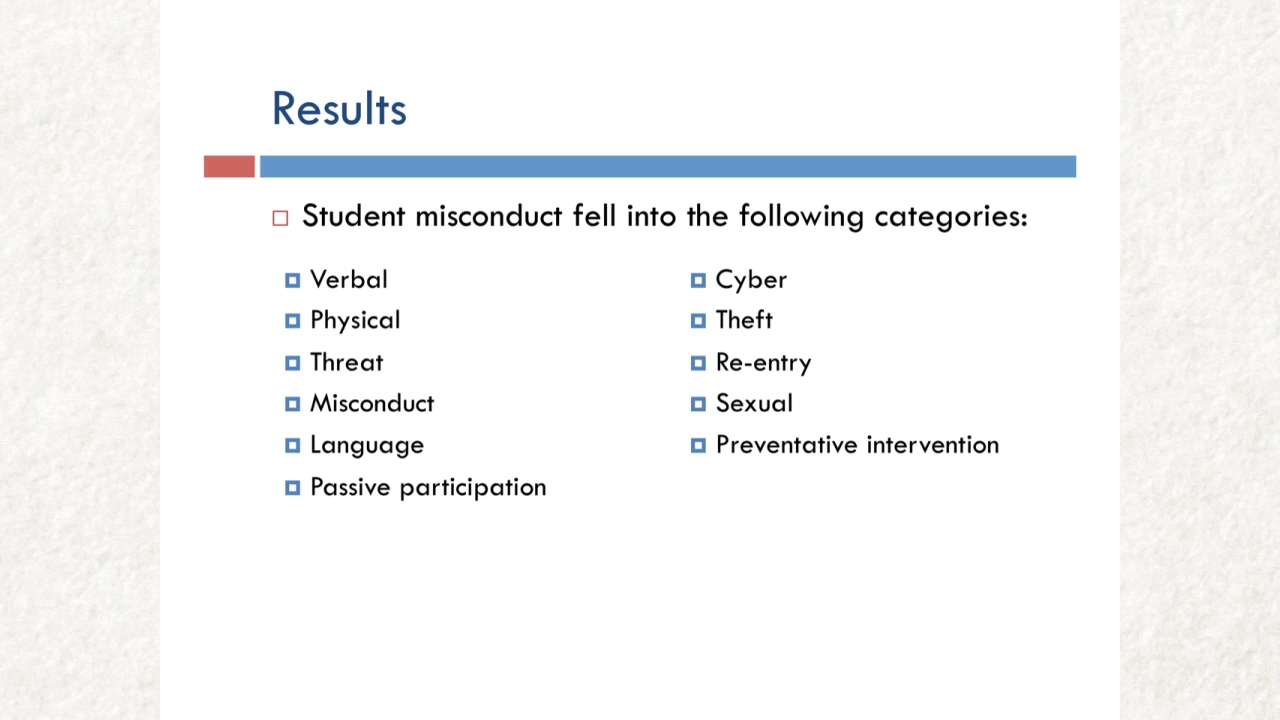 Results
Student misconduct fell into the following categories:
Verbal
Physical
Threat
Misconduct
Language
Passive participation
Cyber
Theft
Re-entry
Sexual
Preventative intervention